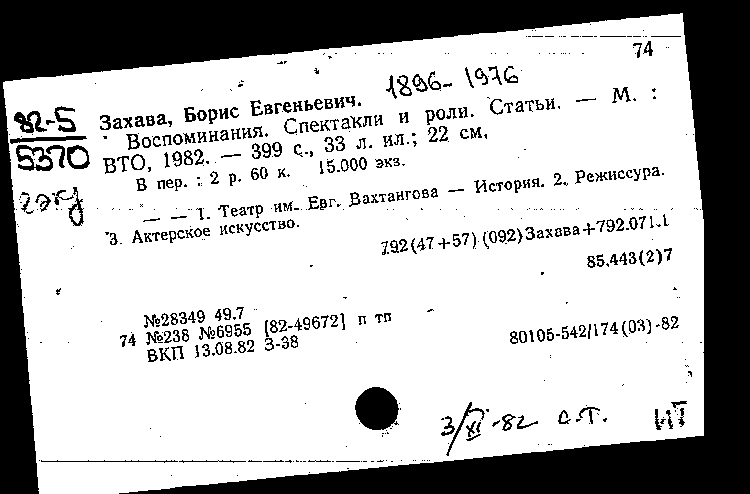 74
82-5
5370
Захава, Борис Евгеньевич. 1896-1976
Воспоминания. Спектакли и роли. Статьи. — М. :
ВТО, 1982. — 399 с., 33 л. ил.; 22 см,
В пер. : 2 р. 60 к. 15.000 экз.
— — 1. Театр им. Евг. Вахтангова — История. 2. Режиссура.
3. Актерское искусство.
792(47+57)(092)Захава+792.071.1
85.443(2)7
№28349 49.7
74 №238 №6955 [82-49672] п тп
ВКП 13.08.82 З-38
80105-542/174(03)-82
3/XI-82 С.Т. ИТ